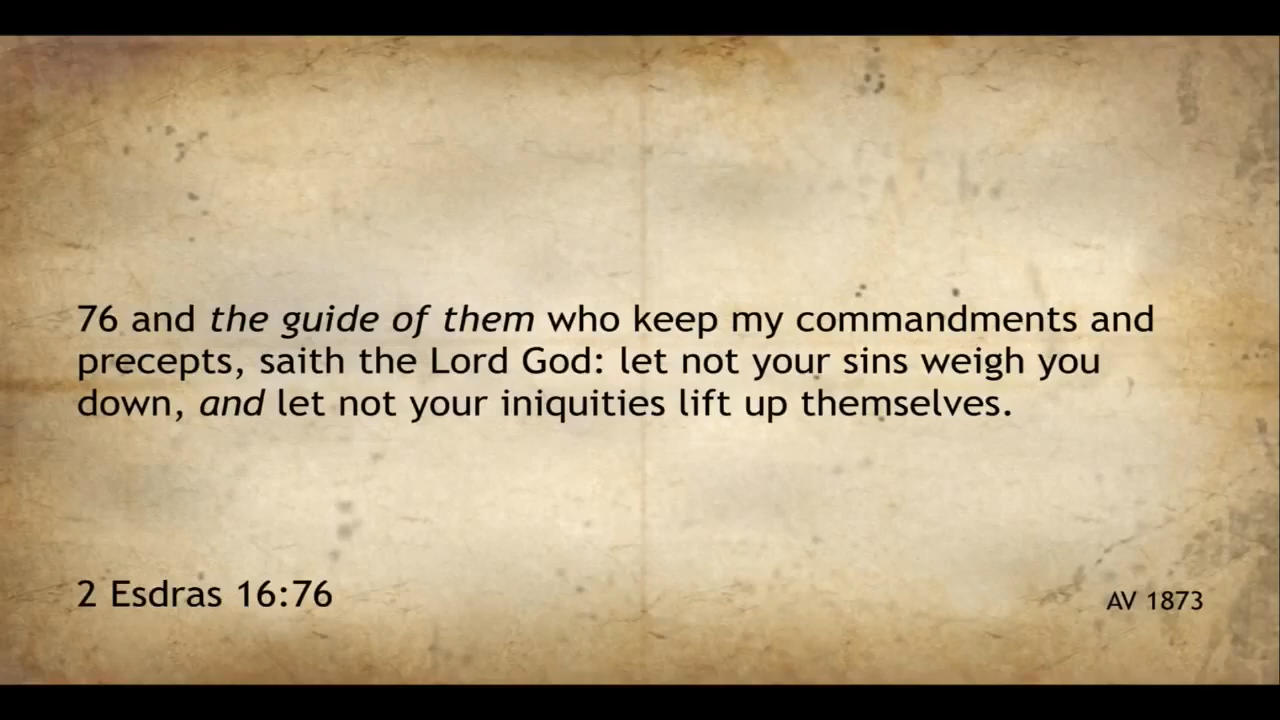 76 and the guide of them who keep my commandments and
precepts, saith the Lord God: let not your sins weigh you
down, and let not your iniquities lift up themselves.
2 Esdras 16:76
AV 1873